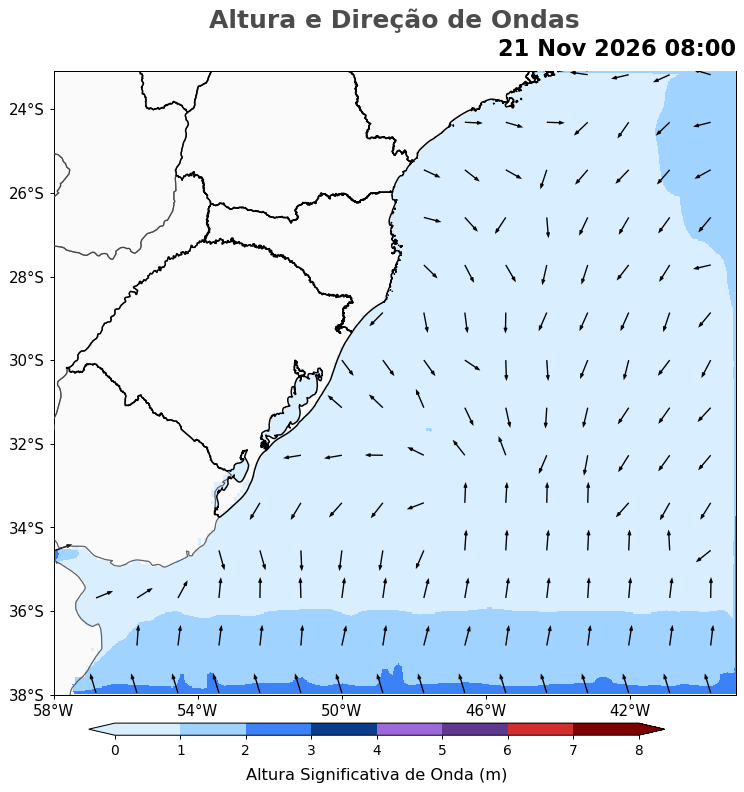 Altura e Direção de Ondas
21 Nov 2026 08:00
24°S
26°S
28°S
30°S
32°S
34°S
36°S
38°S
58°W 54°W 50°W 46°W 42°W
0 1 2 3 4 5 6 7 8
Altura Significativa de Onda (m)